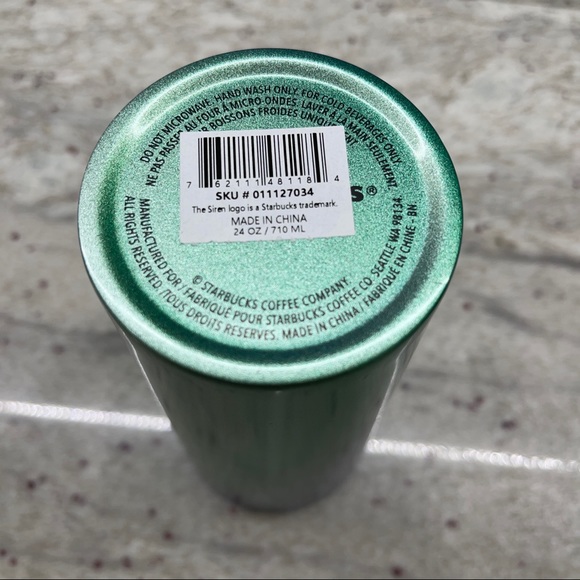 DO NOT MICROWAVE. HAND WASH ONLY. FOR COLD BEVERAGES ONLY.
NE PAS PASSER AU FOUR À MICRO-ONDES. LAVER À LA MAIN SEULEMENT.
BOISSONS FROIDES
7 62111 48118 4
SKU # 011127034
The Siren logo is a Starbucks trademark.
MADE IN CHINA
24 OZ / 710 ML
S®
© STARBUCKS COFFEE COMPANY.
MANUFACTURED FOR / FABRIQUÉ POUR STARBUCKS COFFEE CO. SEATTLE, WA 98134.
ALL RIGHTS RESERVED. /TOUS DROITS RÉSERVÉS. MADE IN CHINA / FABRIQUÉ EN CHINE - BN